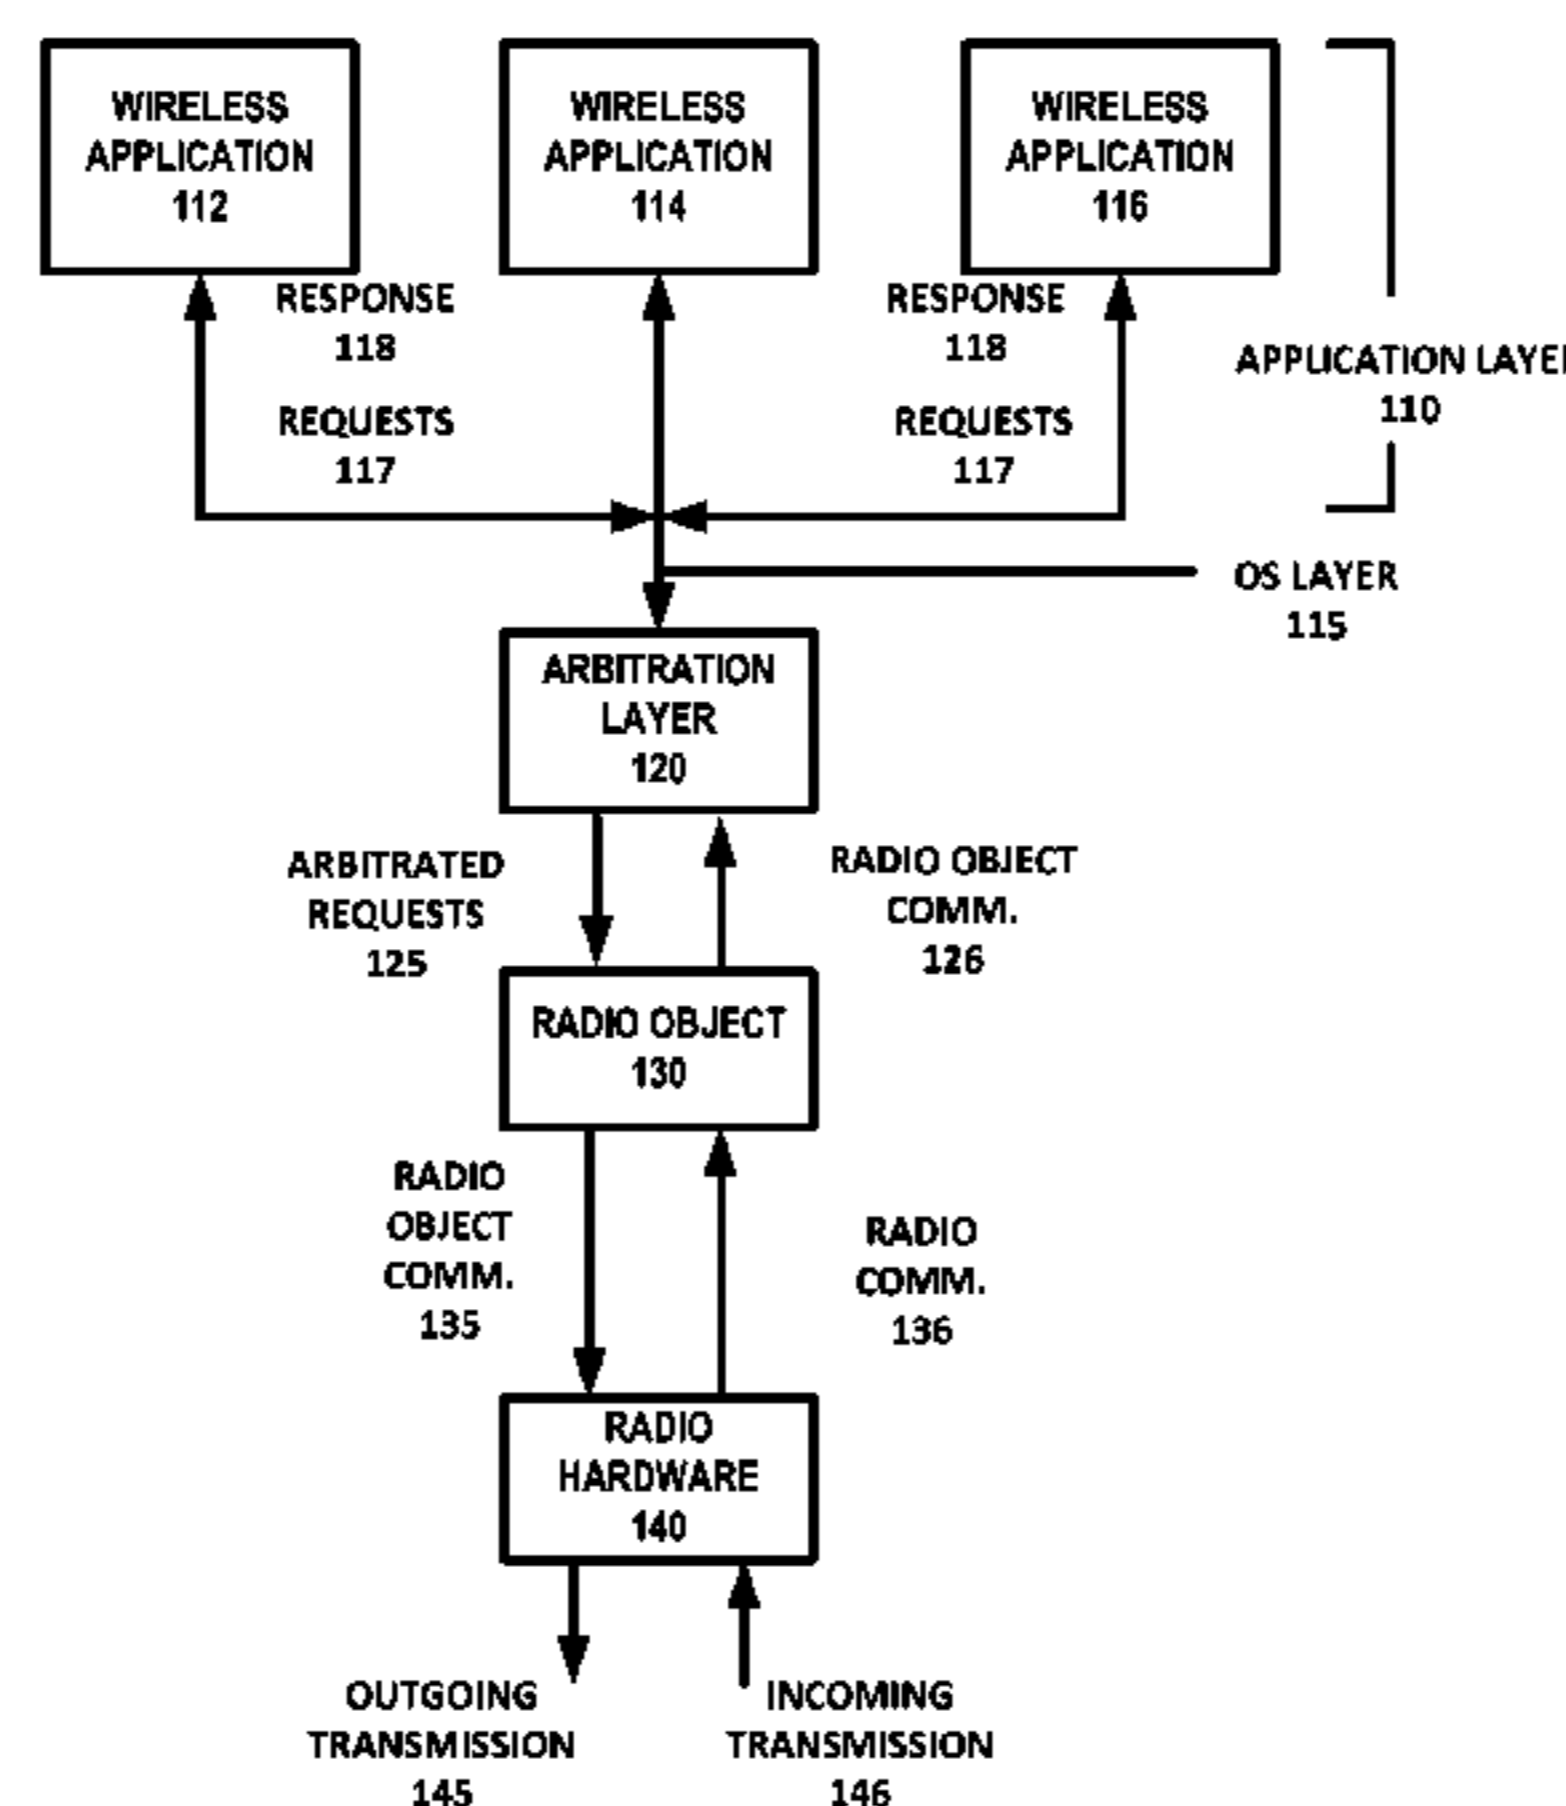 WIRELESS
APPLICATION
112
WIRELESS
APPLICATION
114
WIRELESS
APPLICATION
116
RESPONSE
118
REQUESTS
117
RESPONSE
118
REQUESTS
117
APPLICATION LAYER
110
OS LAYER
115
ARBITRATION
LAYER
120
ARBITRATED
REQUESTS
125
RADIO OBJECT
COMM.
126
RADIO OBJECT
130
RADIO
OBJECT
COMM.
135
RADIO
COMM.
136
RADIO
HARDWARE
140
OUTGOING
TRANSMISSION
145
INCOMING
TRANSMISSION
146